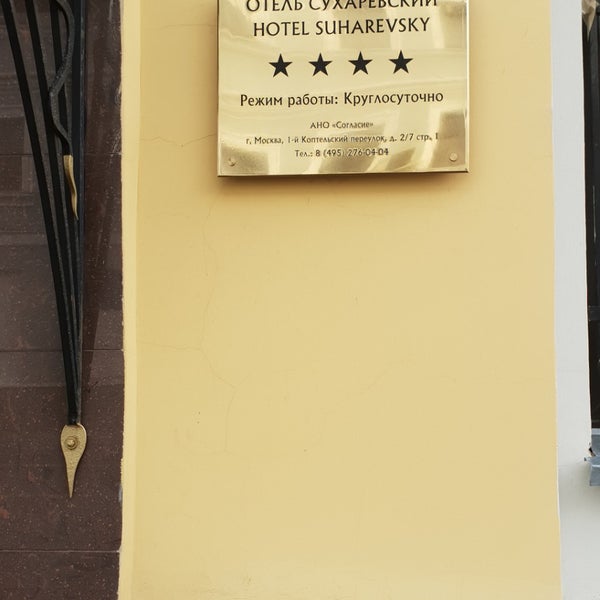 ОТЕЛЬ СУХАРЕВСКИЙ
HOTEL SUHAREVSKY
★ ★ ★ ★
Режим работы: Круглосуточно
АНО «Согласие»
г. Москва, 1-й Коптельский переулок, д. 2/7 стр. 1
Тел.: 8 (495) 276-04-04